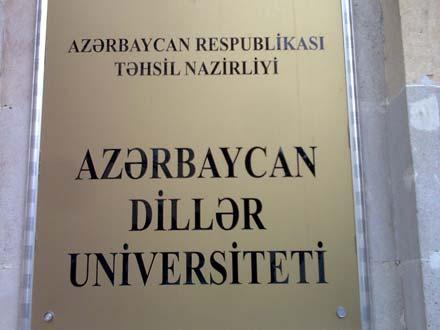 AZƏRBAYCAN RESPUBLİKASI
TƏHSİL NAZİRLİYİ
AZƏRBAYCAN
DİLLƏR
UNİVERSİTETİ